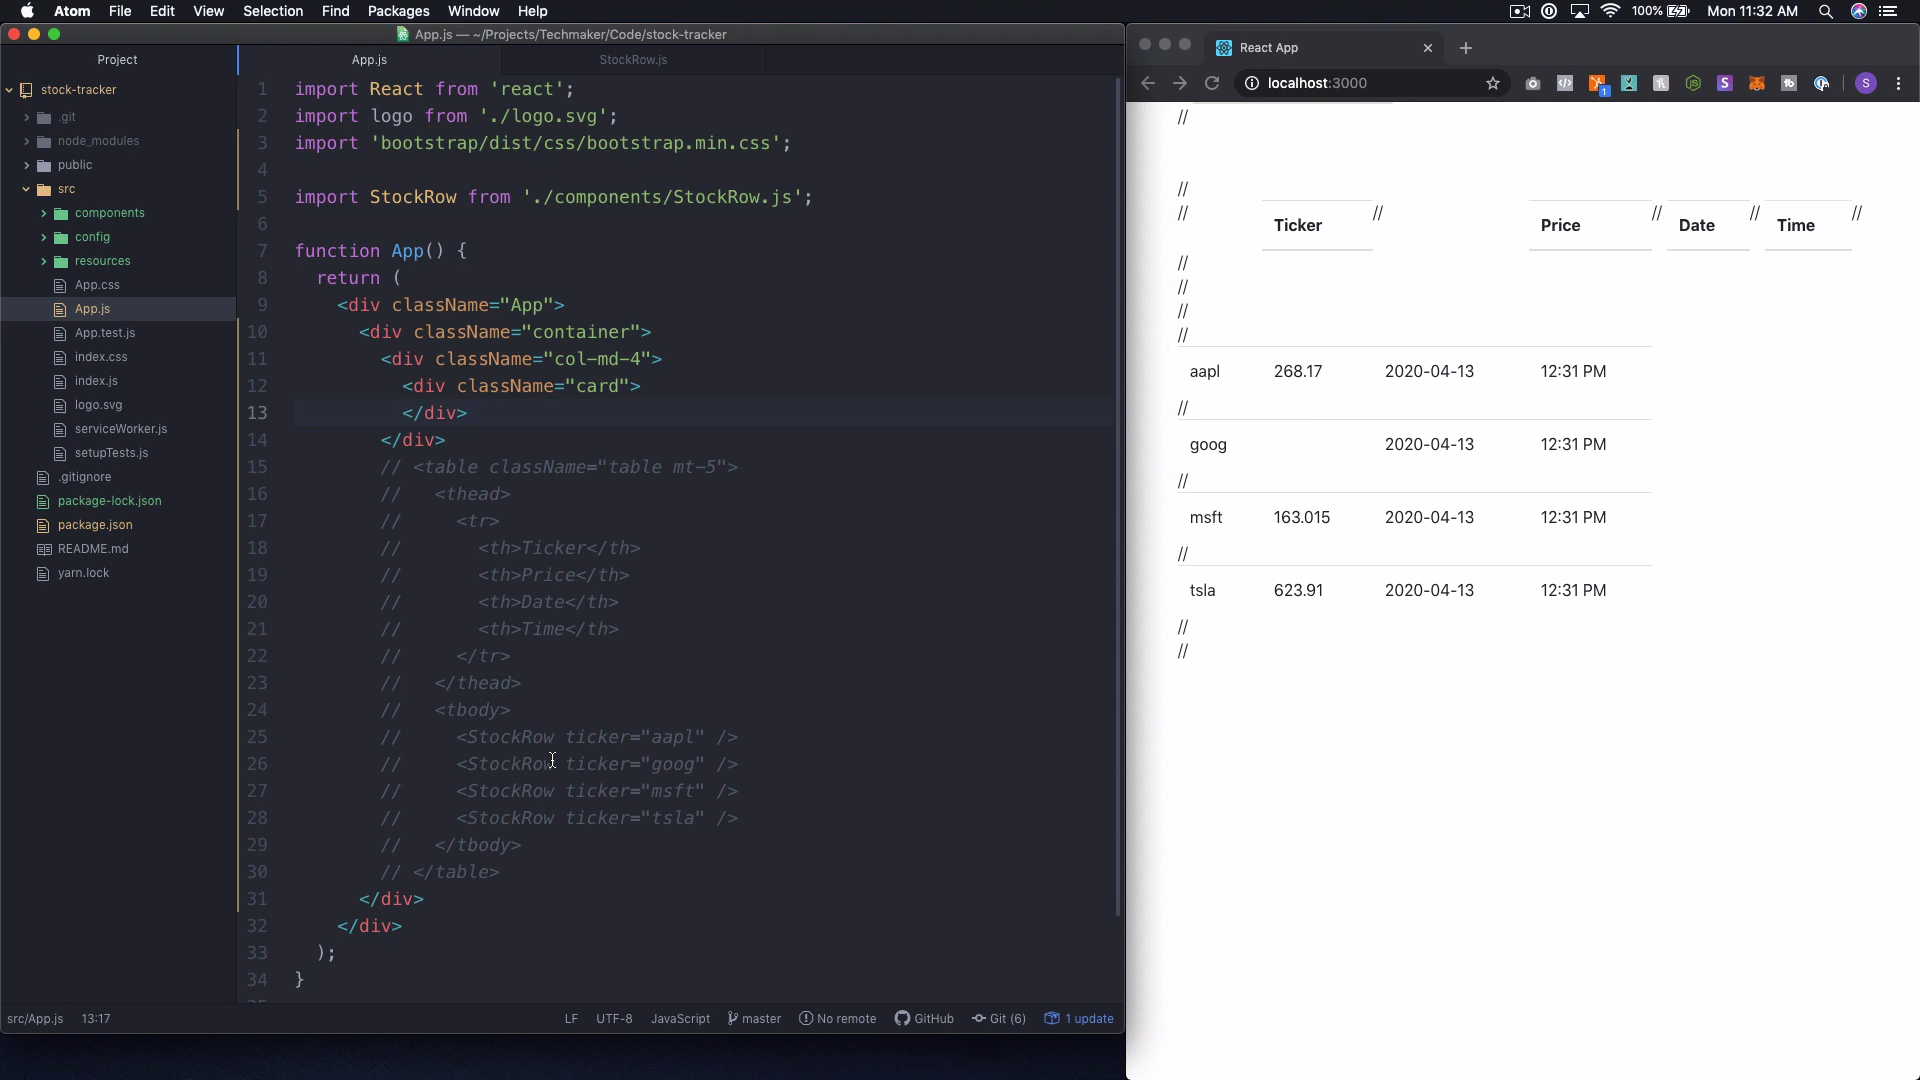 Atom File Edit View Selection Find Packages Window Help
100% Mon 11:32 AM
App.js — ~/Projects/Techmaker/Code/stock-tracker
Project
stock-tracker
.git
node_modules
public
src
components
config
resources
App.css
App.js
App.test.js
index.css
index.js
logo.svg
serviceWorker.js
setupTests.js
.gitignore
package-lock.json
package.json
README.md
yarn.lock
App.js StockRow.js
1 import React from 'react';
2 import logo from './logo.svg';
3 import 'bootstrap/dist/css/bootstrap.min.css';
4
5 import StockRow from './components/StockRow.js';
6
7 function App() {
8 return (
9 <div className="App">
10 <div className="container">
11 <div className="col-md-4">
12 <div className="card">
13 </div>
14 </div>
15 // <table className="table mt-5">
16 // <thead>
17 // <tr>
18 // <th>Ticker</th>
19 // <th>Price</th>
20 // <th>Date</th>
21 // <th>Time</th>
22 // </tr>
23 // </thead>
24 // <tbody>
25 // <StockRow ticker="aapl" />
26 // <StockRow ticker="goog" />
27 // <StockRow ticker="msft" />
28 // <StockRow ticker="tsla" />
29 // </tbody>
30 // </table>
31 </div>
32 </div>
33 );
34 }
src/App.js 13:17
LF UTF-8 JavaScript master No remote GitHub Git (6) 1 update
React App
localhost:3000
1
S
tb
S
//
//
// Ticker // Price // Date // Time //
//
//
//
//
aapl 268.17 2020-04-13 12:31 PM
//
goog 2020-04-13 12:31 PM
//
msft 163.015 2020-04-13 12:31 PM
//
tsla 623.91 2020-04-13 12:31 PM
//
//